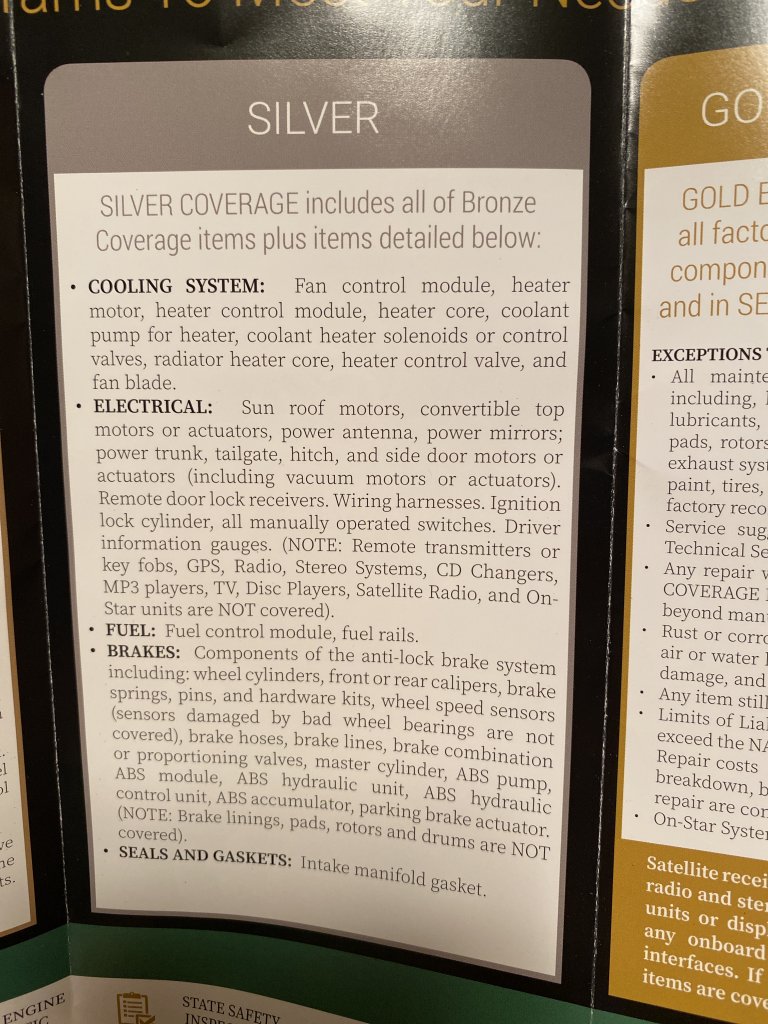 To Meet Your Needs
SILVER
SILVER COVERAGE includes all of Bronze
Coverage items plus items detailed below:
• COOLING SYSTEM: Fan control module, heater
motor, heater control module, heater core, coolant
pump for heater, coolant heater solenoids or control
valves, radiator heater core, heater control valve, and
fan blade.
• ELECTRICAL: Sun roof motors, convertible top
motors or actuators, power antenna, power mirrors;
power trunk, tailgate, hitch, and side door motors or
actuators (including vacuum motors or actuators).
Remote door lock receivers. Wiring harnesses. Ignition
lock cylinder, all manually operated switches. Driver
information gauges. (NOTE: Remote transmitters or
key fobs, GPS, Radio, Stereo Systems, CD Changers,
MP3 players, TV, Disc Players, Satellite Radio, and On-
Star units are NOT covered).
• FUEL: Fuel control module, fuel rails.
• BRAKES: Components of the anti-lock brake system
including: wheel cylinders, front or rear calipers, brake
springs, pins, and hardware kits, wheel speed sensors
(sensors damaged by bad wheel bearings are not
covered), brake hoses, brake lines, brake combination
or proportioning valves, master cylinder, ABS pump,
ABS module, ABS hydraulic unit, ABS hydraulic
control unit, ABS accumulator, parking brake actuator.
(NOTE: Brake linings, pads, rotors and drums are NOT
covered).
• SEALS AND GASKETS: Intake manifold gasket.
GO
GOLD E
all facto
compon
and in SE
EXCEPTIONS
• All mainte
including,
lubricants,
pads, rotors
exhaust syst
paint, tires,
factory reco
• Service sug
Technical Se
• Any repair
COVERAGE
beyond man
• Rust or corro
air or water
damage, and
• Any item still
• Limits of Lia
exceed the NA
Repair costs
breakdown, b
repair are con
• On-Star System
Satellite recei
radio and ster
units or displ
any onboard
interfaces. If
items are cove
ENGINE
STATE SAFETY